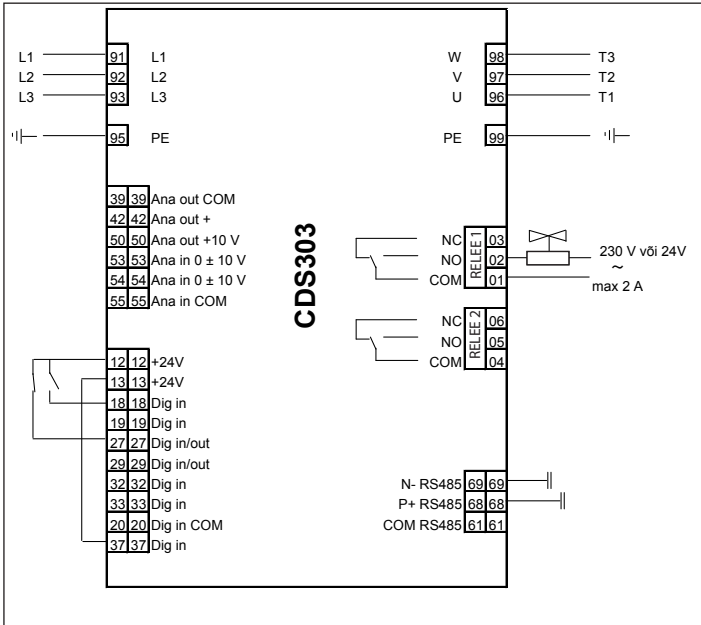 L1 91 L1 W 98 T3
L2 92 L2 V 97 T2
L3 93 L3 U 96 T1
95 PE PE 99
39 39 Ana out COM
42 42 Ana out +
50 50 Ana out +10 V
53 53 Ana in 0 ± 10 V
54 54 Ana in 0 ± 10 V
55 55 Ana in COM
CDS303
NC 03
NO 02
COM 01
RELEE 1
230 V või 24V
~
max 2 A
NC 06
NO 05
COM 04
RELEE 2
12 12 +24V
13 13 +24V
18 18 Dig in
19 19 Dig in
27 27 Dig in/out
29 29 Dig in/out
32 32 Dig in
33 33 Dig in
20 20 Dig in COM
37 37 Dig in
N- RS485 69 69
P+ RS485 68 68
COM RS485 61 61